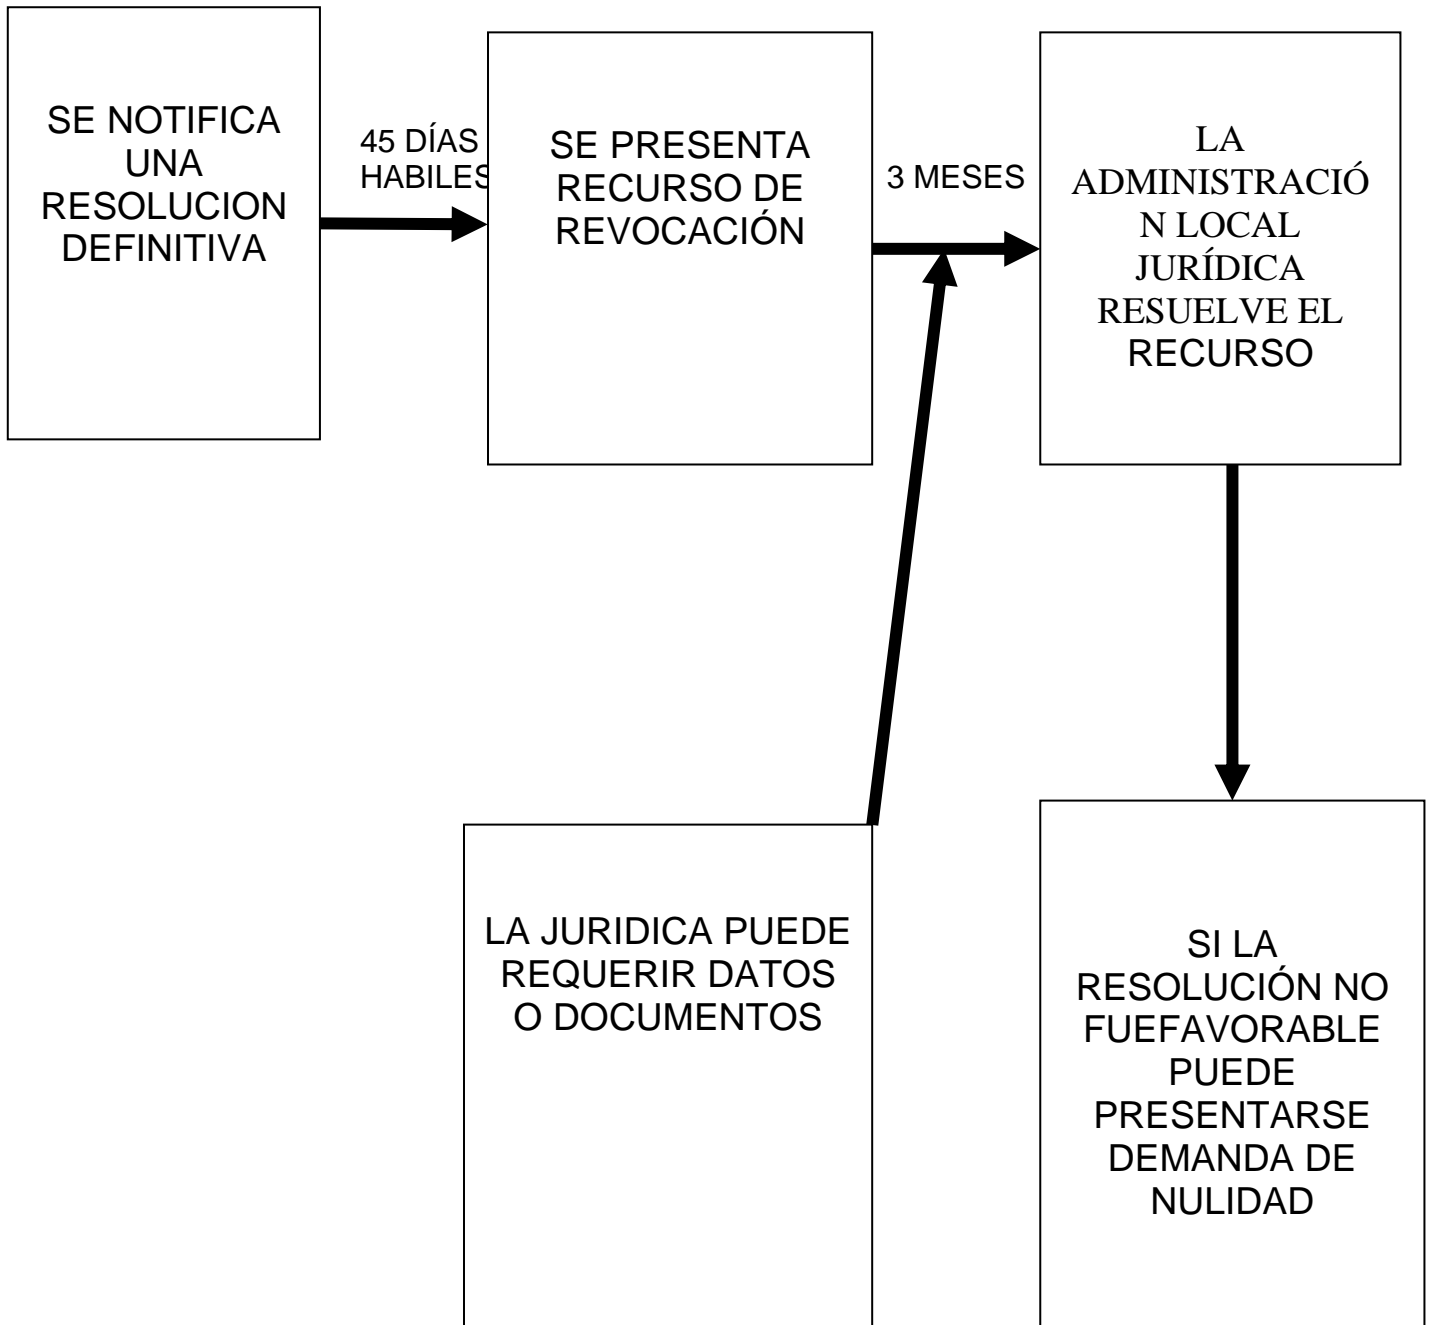 SE NOTIFICA
UNA
RESOLUCION
DEFINITIVA
45 DÍAS
HABILES
SE PRESENTA
RECURSO DE
REVOCACIÓN
3 MESES
LA
ADMINISTRACIÓ
N LOCAL
JURÍDICA
RESUELVE EL
RECURSO
LA JURIDICA PUEDE
REQUERIR DATOS
O DOCUMENTOS
SI LA
RESOLUCIÓN NO
FUEFAVORABLE
PUEDE
PRESENTARSE
DEMANDA DE
NULIDAD